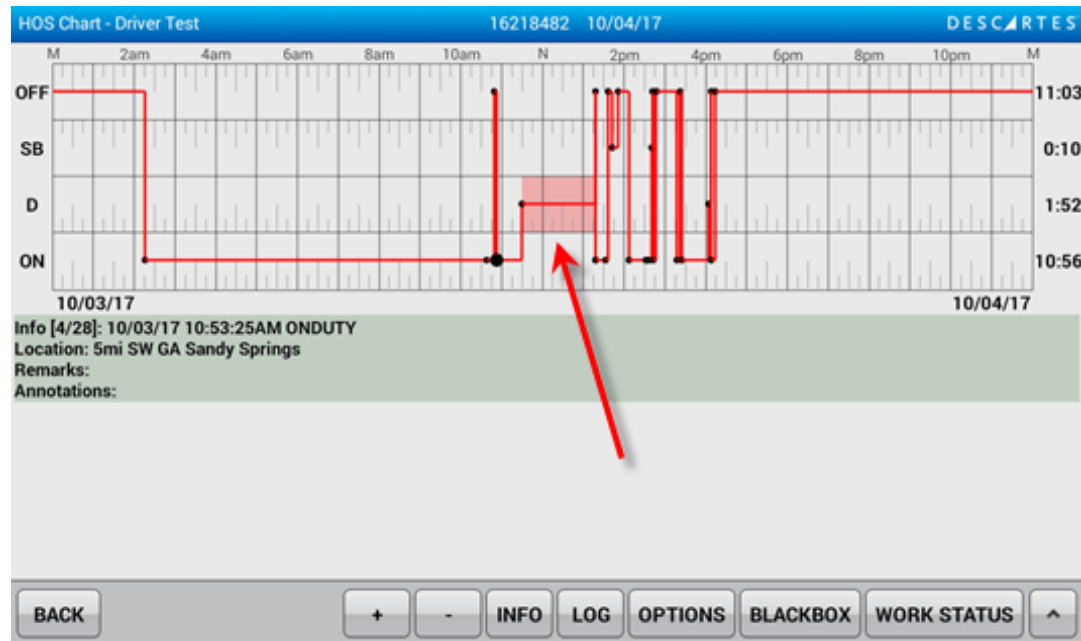 HOS Chart - Driver Test 16218482 10/04/17 DESCARTES
M 2am 4am 6am 8am 10am N 2pm 4pm 6pm 8pm 10pm M
OFF 11:03
SB 0:10
D 1:52
ON 10:56
10/03/17 10/04/17
Info [4/28]: 10/03/17 10:53:25AM ONDUTY
Location: 5mi SW GA Sandy Springs
Remarks:
Annotations:
BACK + - INFO LOG OPTIONS BLACKBOX WORK STATUS ^